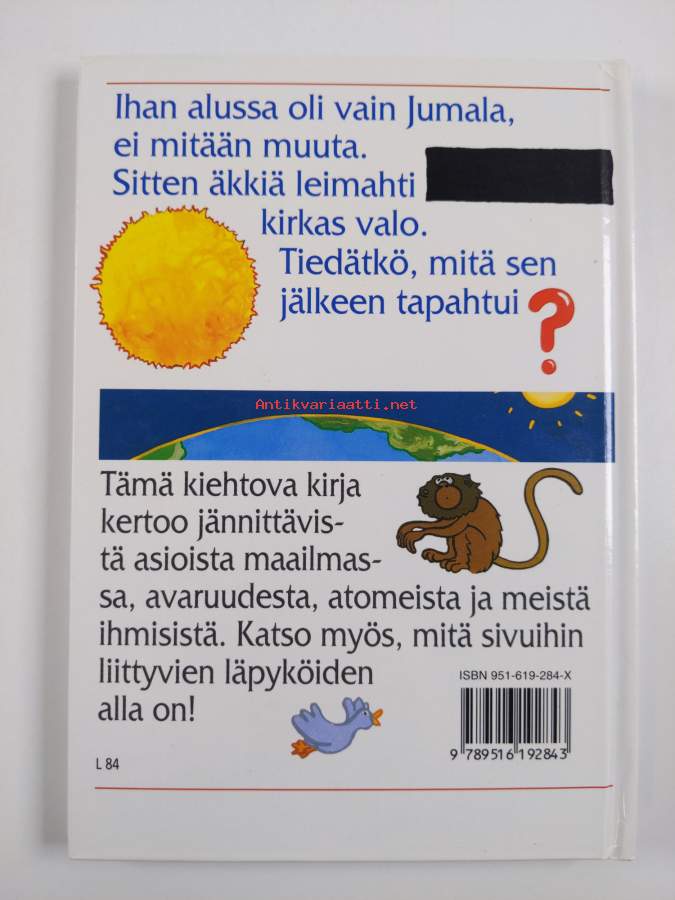 Ihan alussa oli vain Jumala,
ei mitään muuta.
Sitten äkkiä leimahti
kirkas valo.
Tiedätkö, mitä sen
jälkeen tapahtui ?
Antikvariaatti.net
Tämä kiehtova kirja
kertoo jännittävis-
tä asioista maailmas-
sa, avaruudesta, atomeista ja meistä
ihmisistä. Katso myös, mitä sivuihin
liittyvien läpyköiden
alla on!
ISBN 951-619-284-X
9 789516 192843
L 84